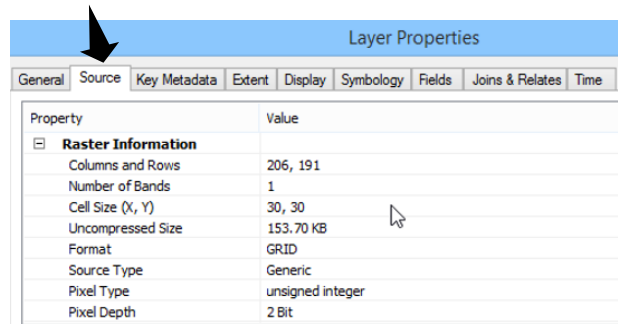 Layer Properties
General Source Key Metadata Extent Display Symbology Fields Joins & Relates Time
Property Value
Raster Information
Columns and Rows 206, 191
Number of Bands 1
Cell Size (X, Y) 30, 30
Uncompressed Size 153.70 KB
Format GRID
Source Type Generic
Pixel Type unsigned integer
Pixel Depth 2 Bit